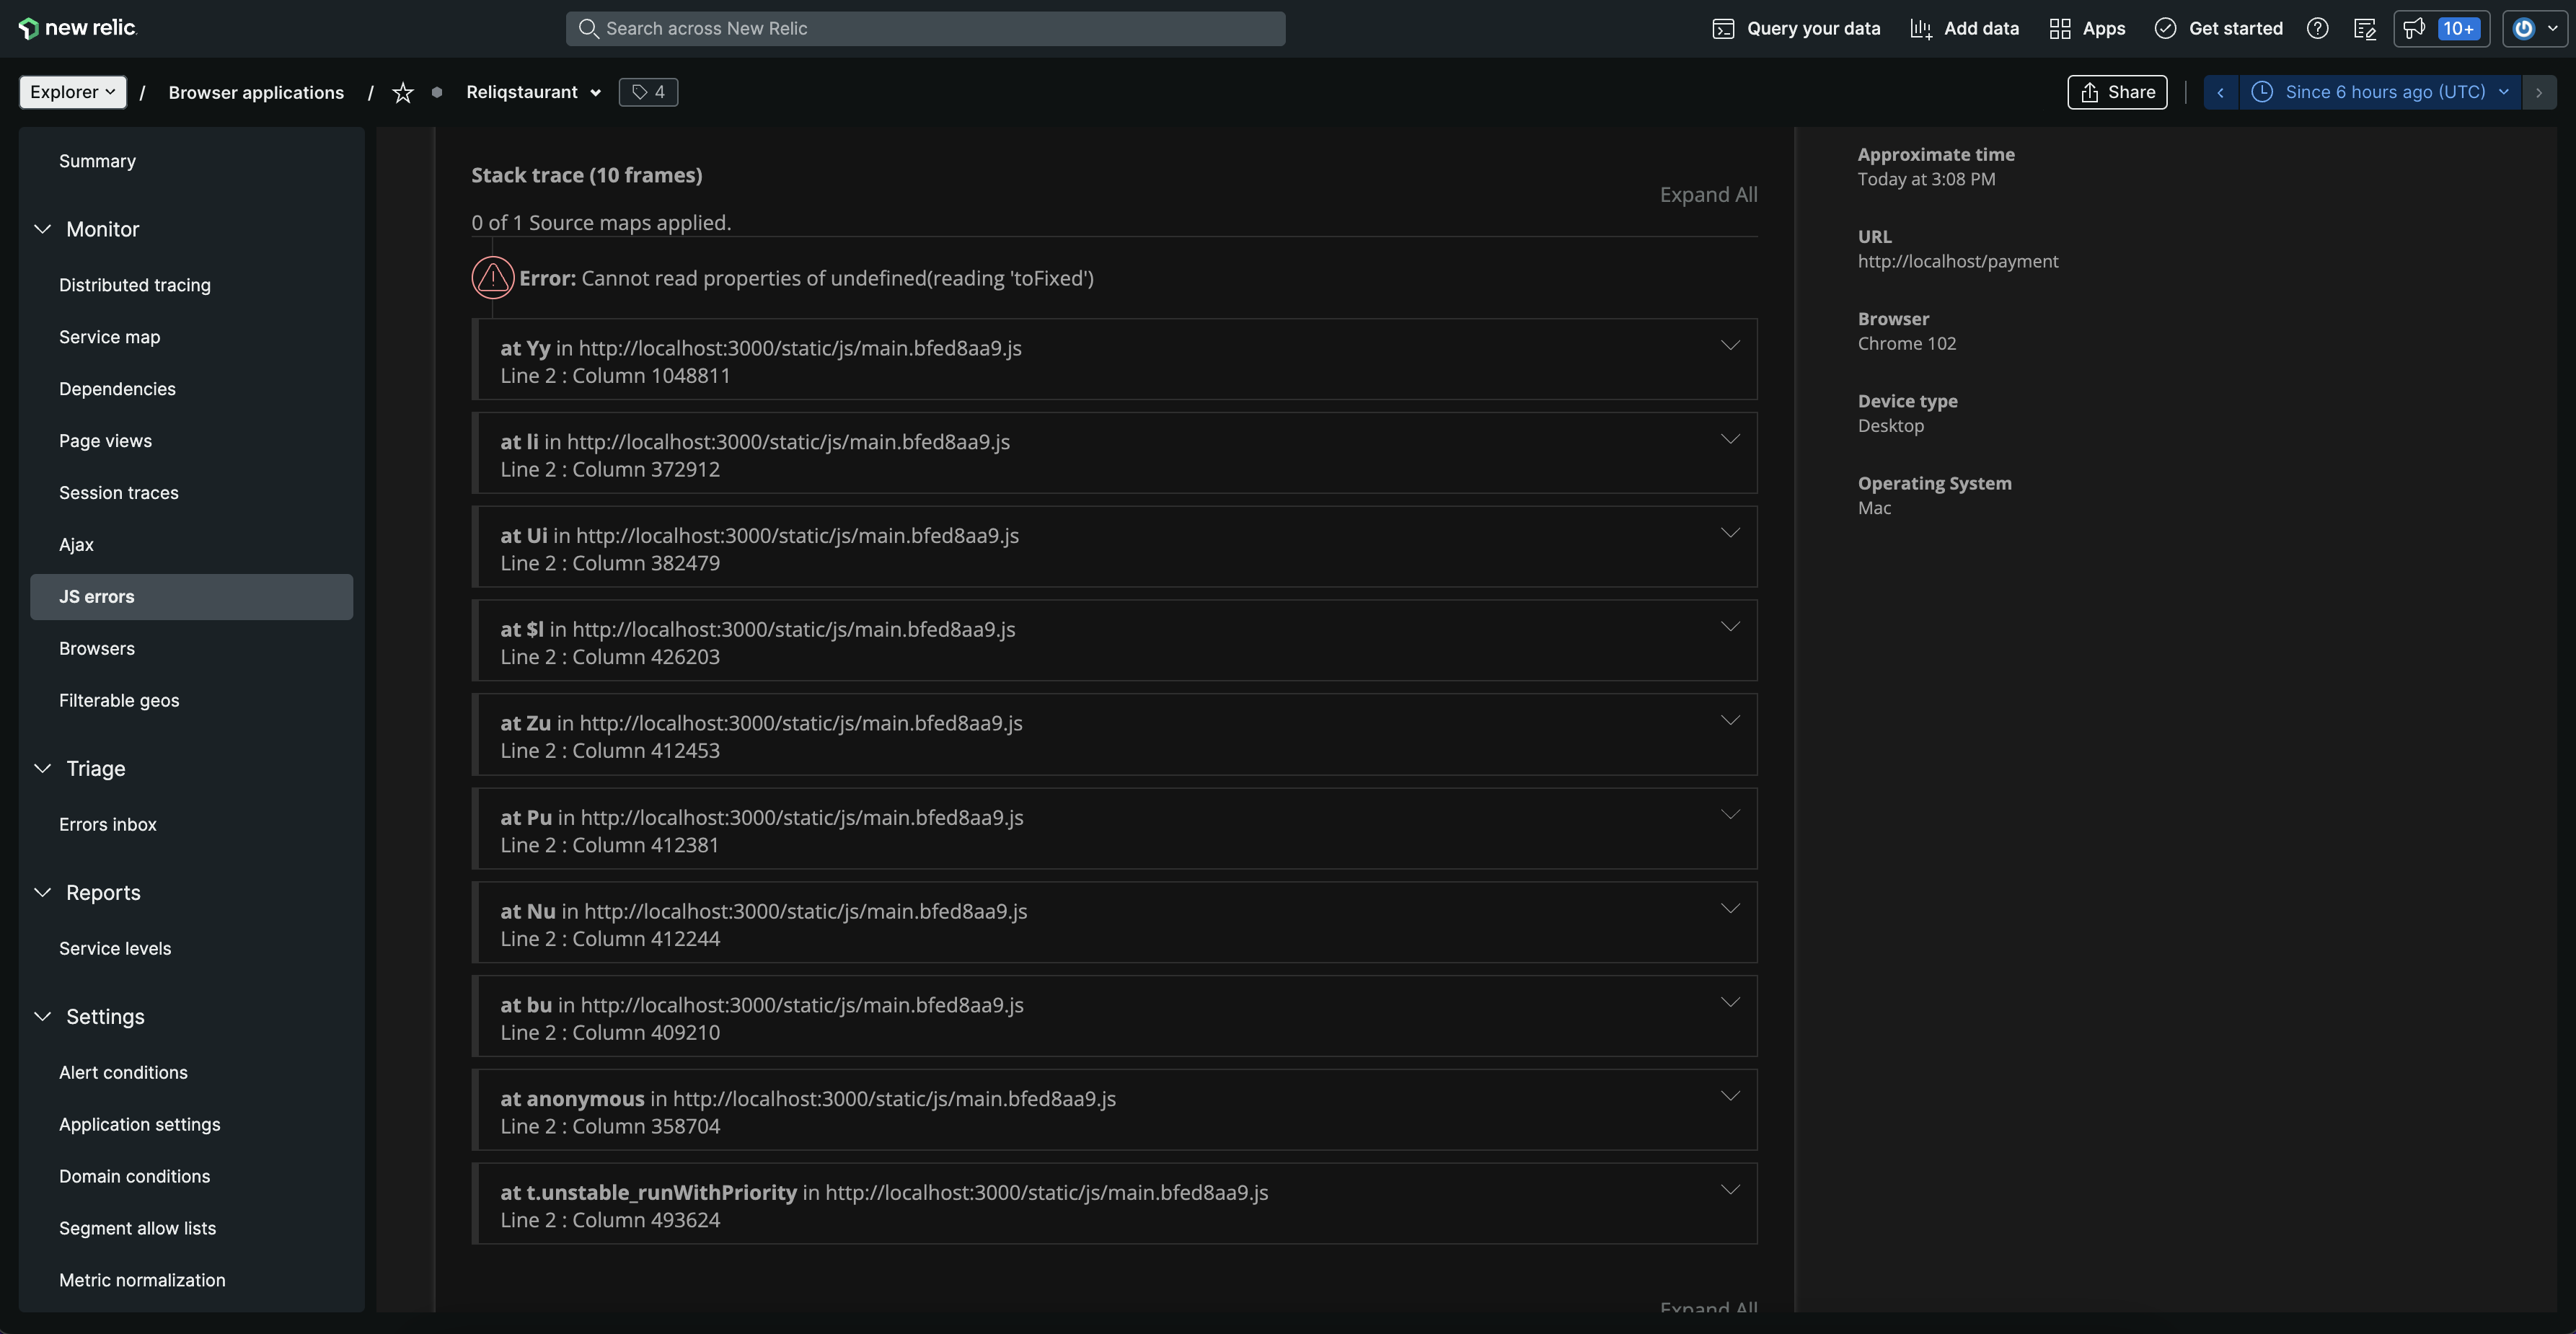 new relic.
Search across New Relic
Query your data
Add data
Apps
Get started
10+
Explorer / Browser applications / Reliqstaurant 4
Share
Since 6 hours ago (UTC)
Summary
Monitor
Distributed tracing
Service map
Dependencies
Page views
Session traces
Ajax
JS errors
Browsers
Filterable geos
Triage
Errors inbox
Reports
Service levels
Settings
Alert conditions
Application settings
Domain conditions
Segment allow lists
Metric normalization
Stack trace (10 frames)
Expand All
0 of 1 Source maps applied.
Error: Cannot read properties of undefined(reading 'toFixed')
at Yy in http://localhost:3000/static/js/main.bfed8aa9.js
Line 2 : Column 1048811
at li in http://localhost:3000/static/js/main.bfed8aa9.js
Line 2 : Column 372912
at Ui in http://localhost:3000/static/js/main.bfed8aa9.js
Line 2 : Column 382479
at $l in http://localhost:3000/static/js/main.bfed8aa9.js
Line 2 : Column 426203
at Zu in http://localhost:3000/static/js/main.bfed8aa9.js
Line 2 : Column 412453
at Pu in http://localhost:3000/static/js/main.bfed8aa9.js
Line 2 : Column 412381
at Nu in http://localhost:3000/static/js/main.bfed8aa9.js
Line 2 : Column 412244
at bu in http://localhost:3000/static/js/main.bfed8aa9.js
Line 2 : Column 409210
at anonymous in http://localhost:3000/static/js/main.bfed8aa9.js
Line 2 : Column 358704
at t.unstable_runWithPriority in http://localhost:3000/static/js/main.bfed8aa9.js
Line 2 : Column 493624
Expand All
Approximate time
Today at 3:08 PM
URL
http://localhost/payment
Browser
Chrome 102
Device type
Desktop
Operating System
Mac